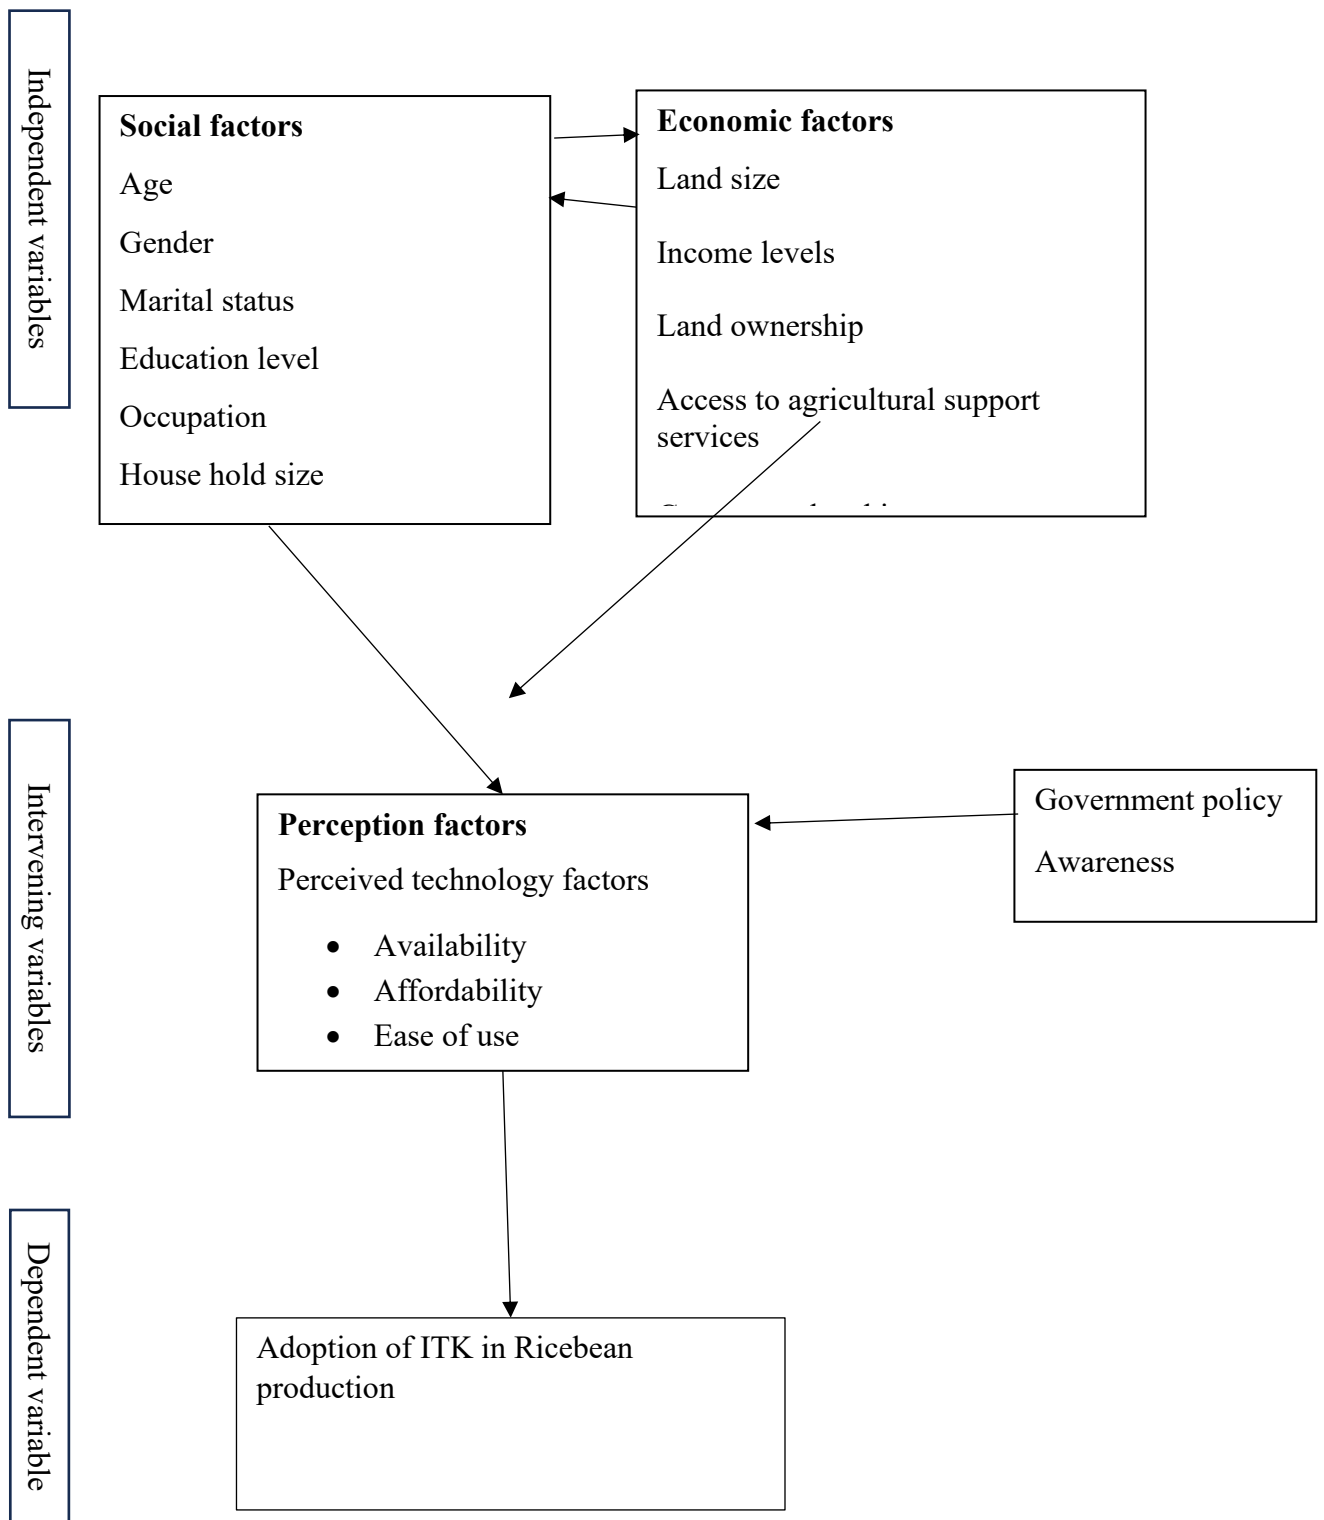 Independent variables
Social factors
Age
Gender
Marital status
Education level
Occupation
House hold size
Economic factors
Land size
Income levels
Land ownership
Access to agricultural support
services
Intervening variables
Perception factors
Perceived technology factors
• Availability
• Affordability
• Ease of use
Government policy
Awareness
Dependent variable
Adoption of ITK in Ricebean
production